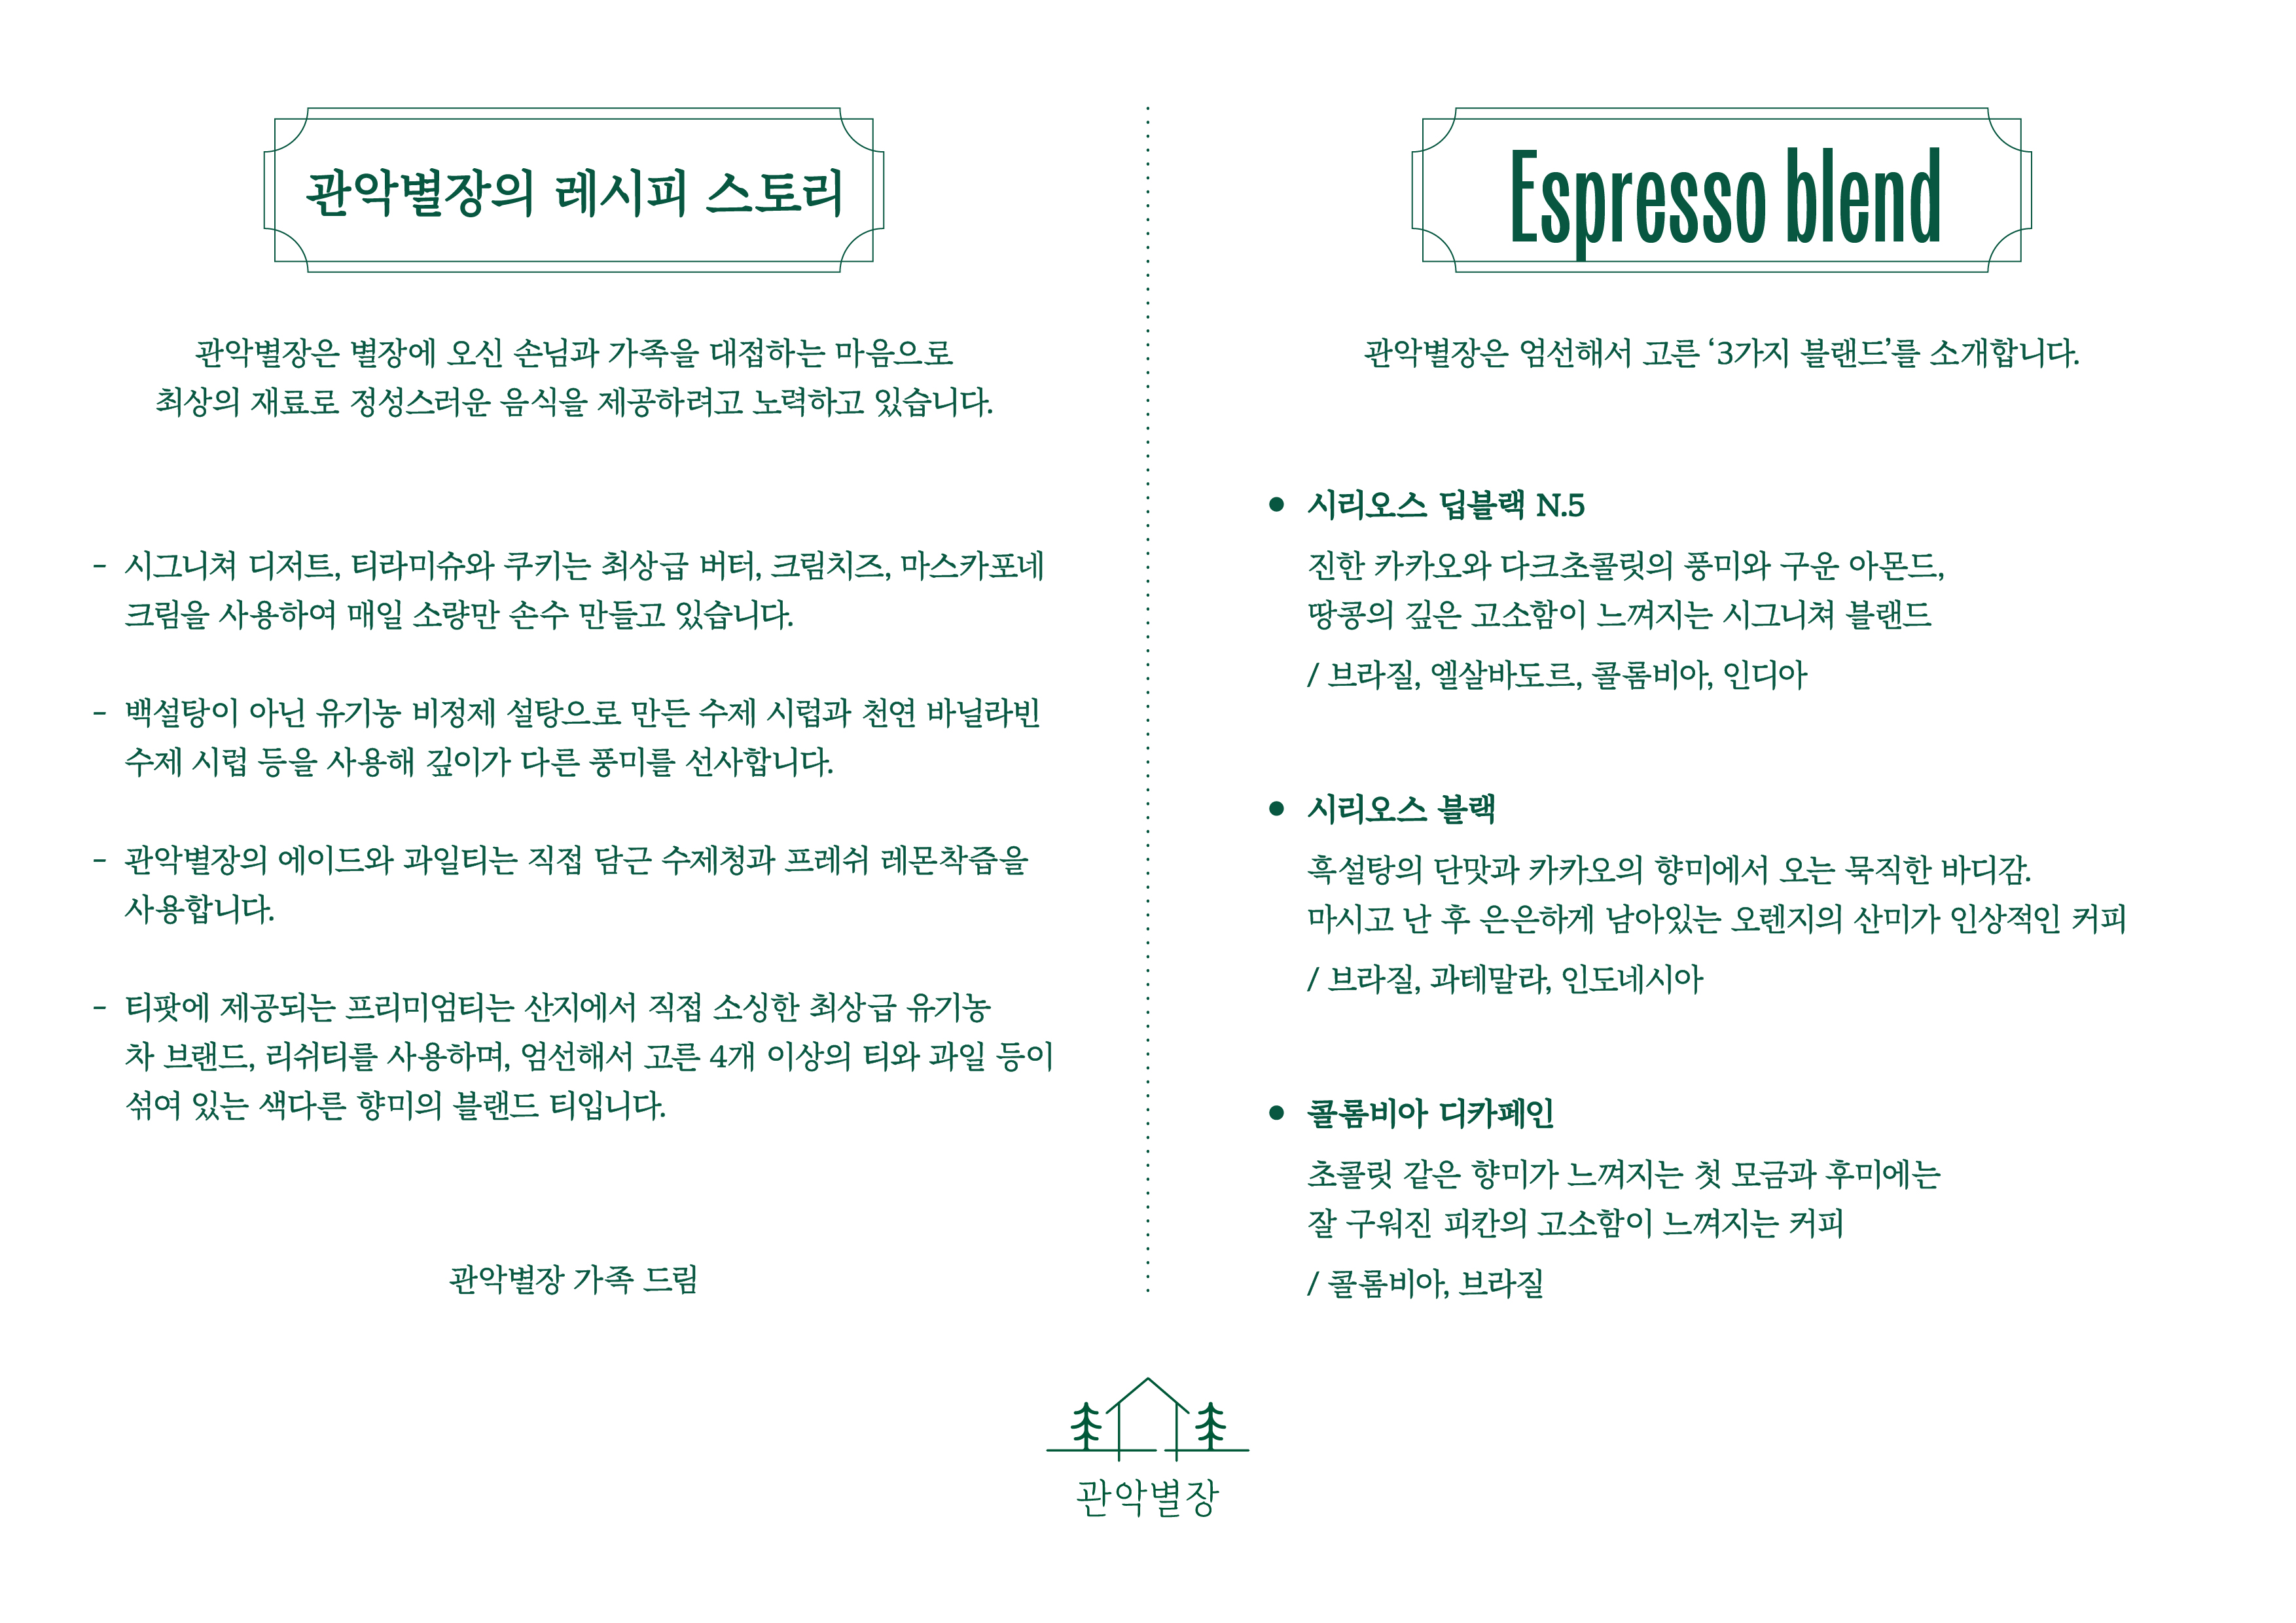 관악별장의 레시피 스토리
관악별장은 별장에 오신 손님과 가족을 대접하는 마음으로
최상의 재료로 정성스러운 음식을 제공하려고 노력하고 있습니다.
- 시그니쳐 디저트, 티라미슈와 쿠키는 최상급 버터, 크림치즈, 마스카포네
크림을 사용하여 매일 소량만 손수 만들고 있습니다.
- 백설탕이 아닌 유기농 비정제 설탕으로 만든 수제 시럽과 천연 바닐라빈
수제 시럽 등을 사용해 깊이가 다른 풍미를 선사합니다.
- 관악별장의 에이드와 과일티는 직접 담근 수제청과 프레쉬 레몬착즙을
사용합니다.
- 티팟에 제공되는 프리미엄티는 산지에서 직접 소싱한 최상급 유기농
차 브랜드, 리쉬티를 사용하며, 엄선해서 고른 4개 이상의 티와 과일 등이
섞여 있는 색다른 향미의 블랜드 티입니다.
관악별장 가족 드림
Espresso blend
관악별장은 엄선해서 고른 ‘3가지 블랜드’를 소개합니다.
● 시리오스 딥블랙 N.5
진한 카카오와 다크초콜릿의 풍미와 구운 아몬드,
땅콩의 깊은 고소함이 느껴지는 시그니쳐 블랜드
/ 브라질, 엘살바도르, 콜롬비아, 인디아
● 시리오스 블랙
흑설탕의 단맛과 카카오의 향미에서 오는 묵직한 바디감.
마시고 난 후 은은하게 남아있는 오렌지의 산미가 인상적인 커피
/ 브라질, 과테말라, 인도네시아
● 콜롬비아 디카페인
초콜릿 같은 향미가 느껴지는 첫 모금과 후미에는
잘 구워진 피칸의 고소함이 느껴지는 커피
/ 콜롬비아, 브라질
관악별장